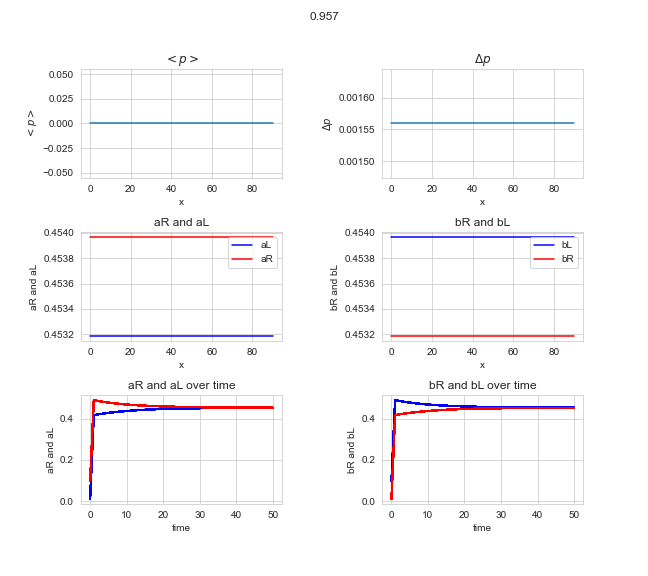 0.957
< p >
Δp
0.050
0.025
0.000
−0.025
−0.050
< p >
0 20 40 60 80
x
0.00160
0.00155
0.00150
Δp
0 20 40 60 80
x
aR and aL
bR and bL
0.4540
0.4538
0.4536
0.4534
0.4532
aR and aL
aL
aR
0 20 40 60 80
x
0.4540
0.4538
0.4536
0.4534
0.4532
bR and bL
bL
bR
0 20 40 60 80
x
aR and aL over time
bR and bL over time
0.4
0.2
0.0
aR and aL
0 10 20 30 40 50
time
0.4
0.2
0.0
bR and bL
0 10 20 30 40 50
time